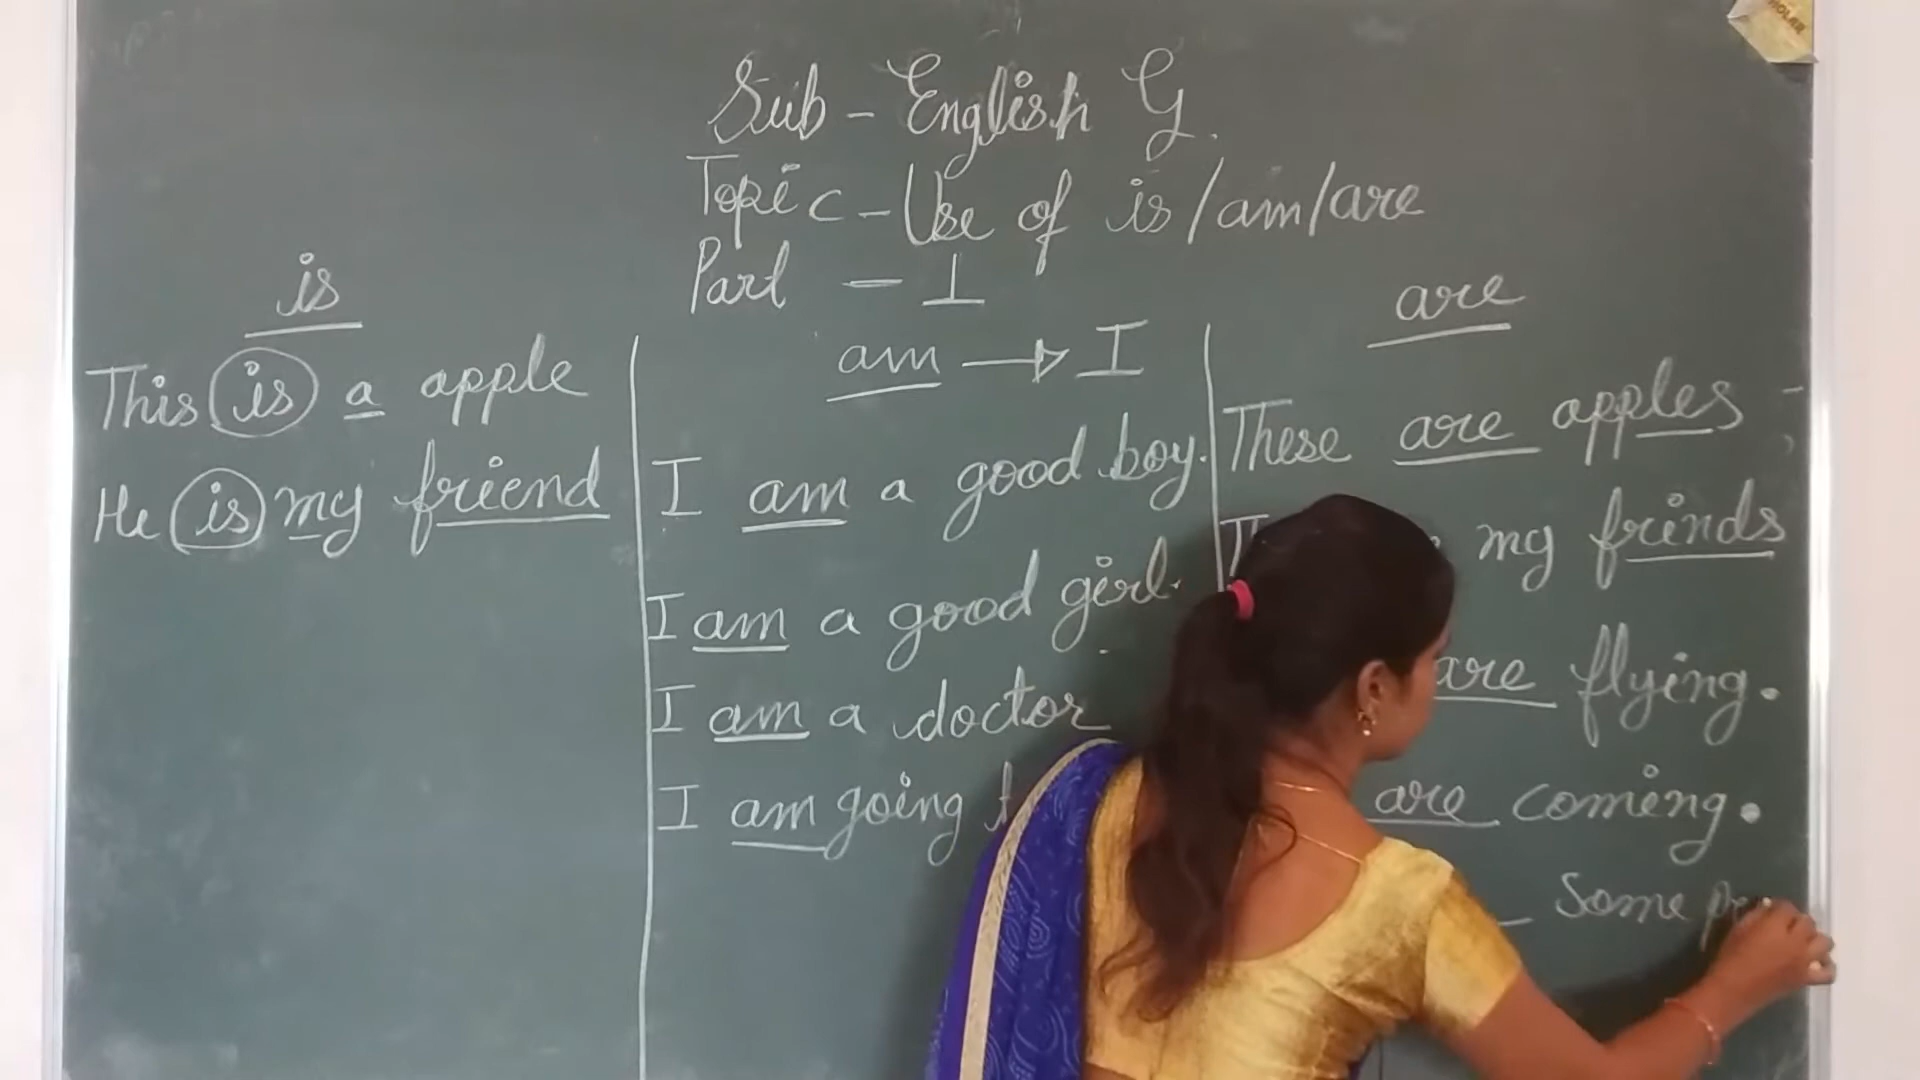 Sub - English G.
Topic - Use of is/am/are
Part - I
is
This is a apple
He is my friend
am → I
I am a good boy.
I am a good girl.
I am a doctor
I am going
are
These are apples
my frinds
are flying.
are coming.
Some